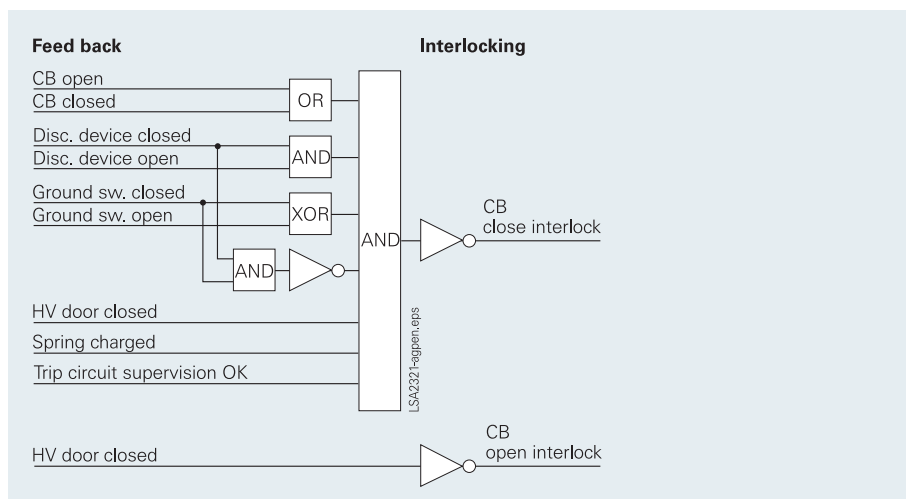 Feed back
Interlocking
CB open
CB closed
OR
Disc. device closed
Disc. device open
AND
Ground sw. closed
Ground sw. open
XOR
AND
AND
CB
close interlock
HV door closed
Spring charged
Trip circuit supervision OK
LSA2321-agpen.eps
HV door closed
CB
open interlock